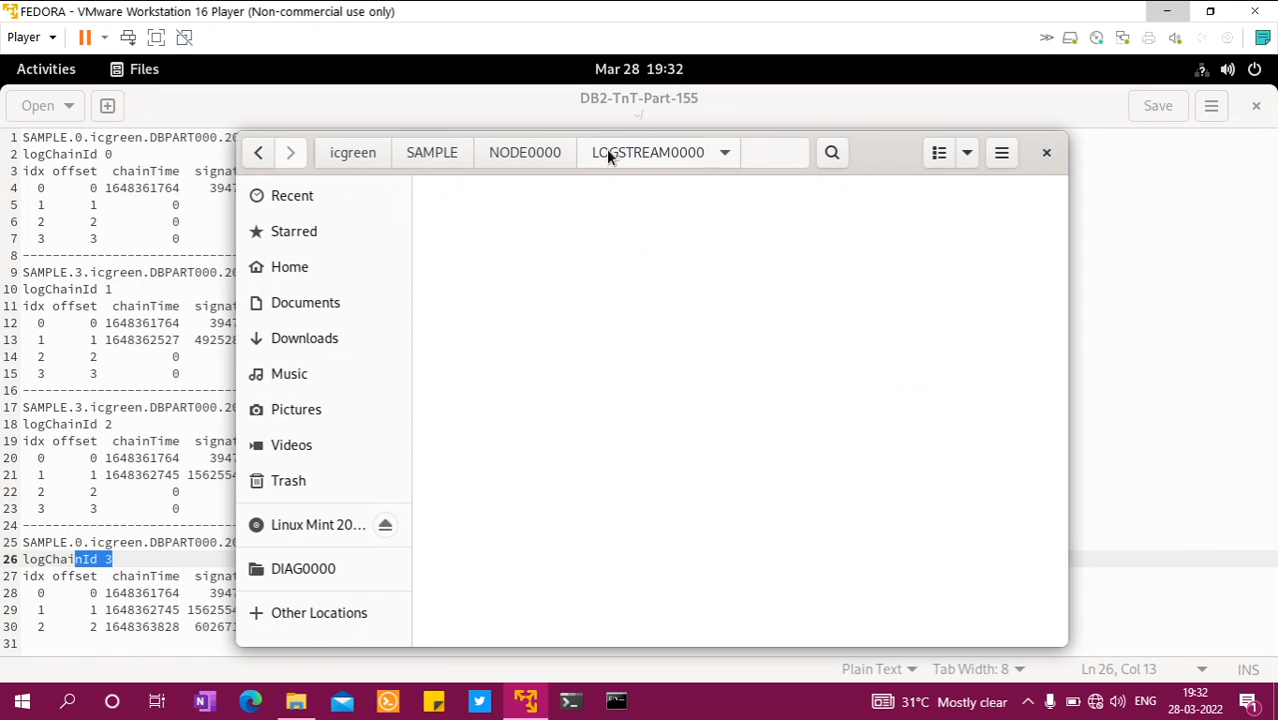 FEDORA - VMware Workstation 16 Player (Non-commercial use only)
Player
Activities
Files
Mar 28 19:32
Open
DB2-TnT-Part-155
~/
Save
icgreen
SAMPLE
NODE0000
LOGSTREAM0000
Recent
Starred
Home
Documents
Downloads
Music
Pictures
Videos
Trash
Linux Mint 20...
DIAG0000
Other Locations
1 SAMPLE.0.icgreen.DBPART000.20
2 logChainId 0
3 idx offset chainTime signat
4 0 0 1648361764 3947
5 1 1 0
6 2 2 0
7 3 3 0
8 ----------------------------
9 SAMPLE.3.icgreen.DBPART000.20
10 logChainId 1
11 idx offset chainTime signat
12 0 0 1648361764 3947
13 1 1 1648362527 492528
14 2 2 0
15 3 3 0
16 ----------------------------
17 SAMPLE.3.icgreen.DBPART000.20
18 logChainId 2
19 idx offset chainTime signat
20 0 0 1648361764 3947
21 1 1 1648362745 1562554
22 2 2 0
23 3 3 0
24 ----------------------------
25 SAMPLE.0.icgreen.DBPART000.20
26 logChainId 3
27 idx offset chainTime signat
28 0 0 1648361764 3947
29 1 1 1648362745 1562554
30 2 2 1648363828 602671
31
Plain Text
Tab Width: 8
Ln 26, Col 13
INS
31°C Mostly clear
ENG
19:32
28-03-2022
1